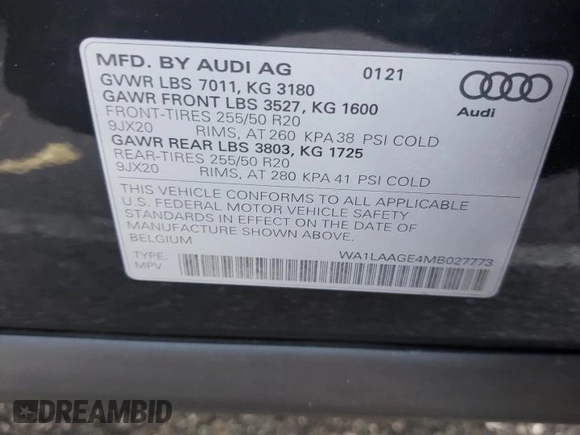 MFD. BY AUDI AG 0121
GVWR LBS 7011, KG 3180
GAWR FRONT LBS 3527, KG 1600
FRONT-TIRES 255/50 R20
9JX20 RIMS, AT 260 KPA 38 PSI COLD
GAWR REAR LBS 3803, KG 1725
REAR-TIRES 255/50 R20
9JX20 RIMS, AT 280 KPA 41 PSI COLD
THIS VEHICLE CONFORMS TO ALL APPLICABLE
U.S. FEDERAL MOTOR VEHICLE SAFETY
STANDARDS IN EFFECT ON THE DATE OF
MANUFACTURE SHOWN ABOVE.
BELGIUM
TYPE: WA1LAAGE4MB027773
MPV
Audi
DREAMBID